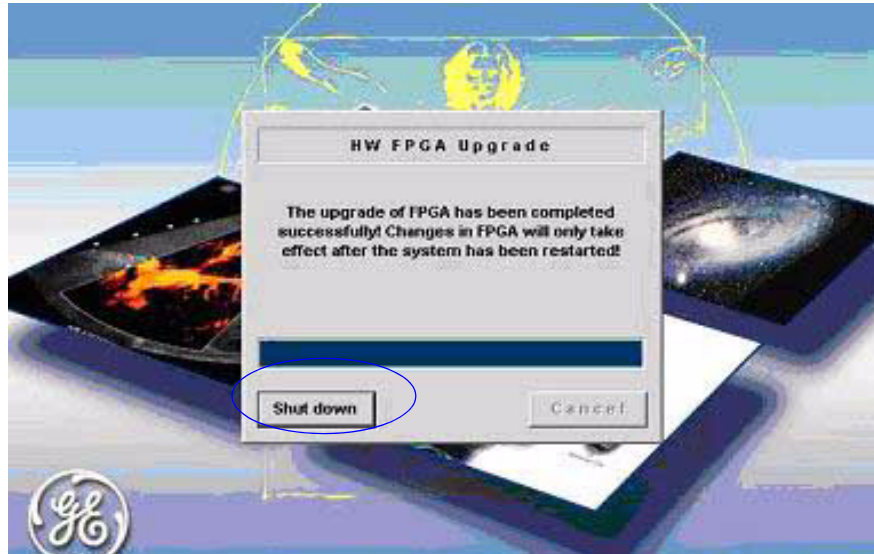 HW FPGA Upgrade
The upgrade of FPGA has been completed
successfully! Changes in FPGA will only take
effect after the system has been restarted!
Shut down
Cancel
GE